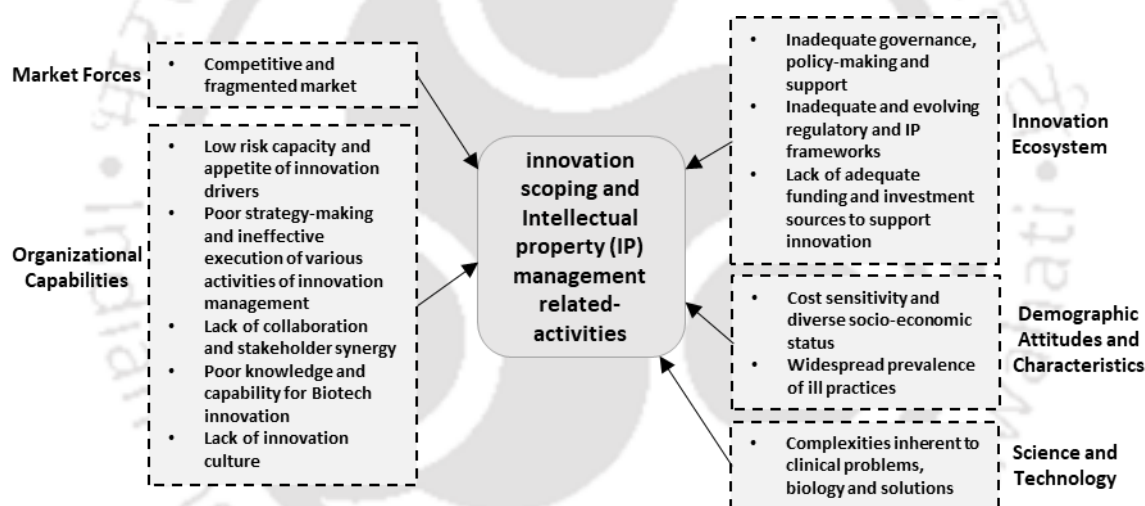 Market Forces
• Competitive and
fragmented market
Organizational
Capabilities
• Low risk capacity and
appetite of innovation
drivers
• Poor strategy-making
and ineffective
execution of various
activities of innovation
management
• Lack of collaboration
and stakeholder synergy
• Poor knowledge and
capability for Biotech
innovation
• Lack of innovation
culture
innovation
scoping and
Intellectual
property (IP)
management
related-
activities
• Inadequate governance,
policy-making and
support
• Inadequate and evolving
regulatory and IP
frameworks
• Lack of adequate
funding and investment
sources to support
innovation
Innovation
Ecosystem
• Cost sensitivity and
diverse socio-economic
status
• Widespread prevalence
of ill practices
Demographic
Attitudes and
Characteristics
• Complexities inherent to
clinical problems,
biology and solutions
Science and
Technology